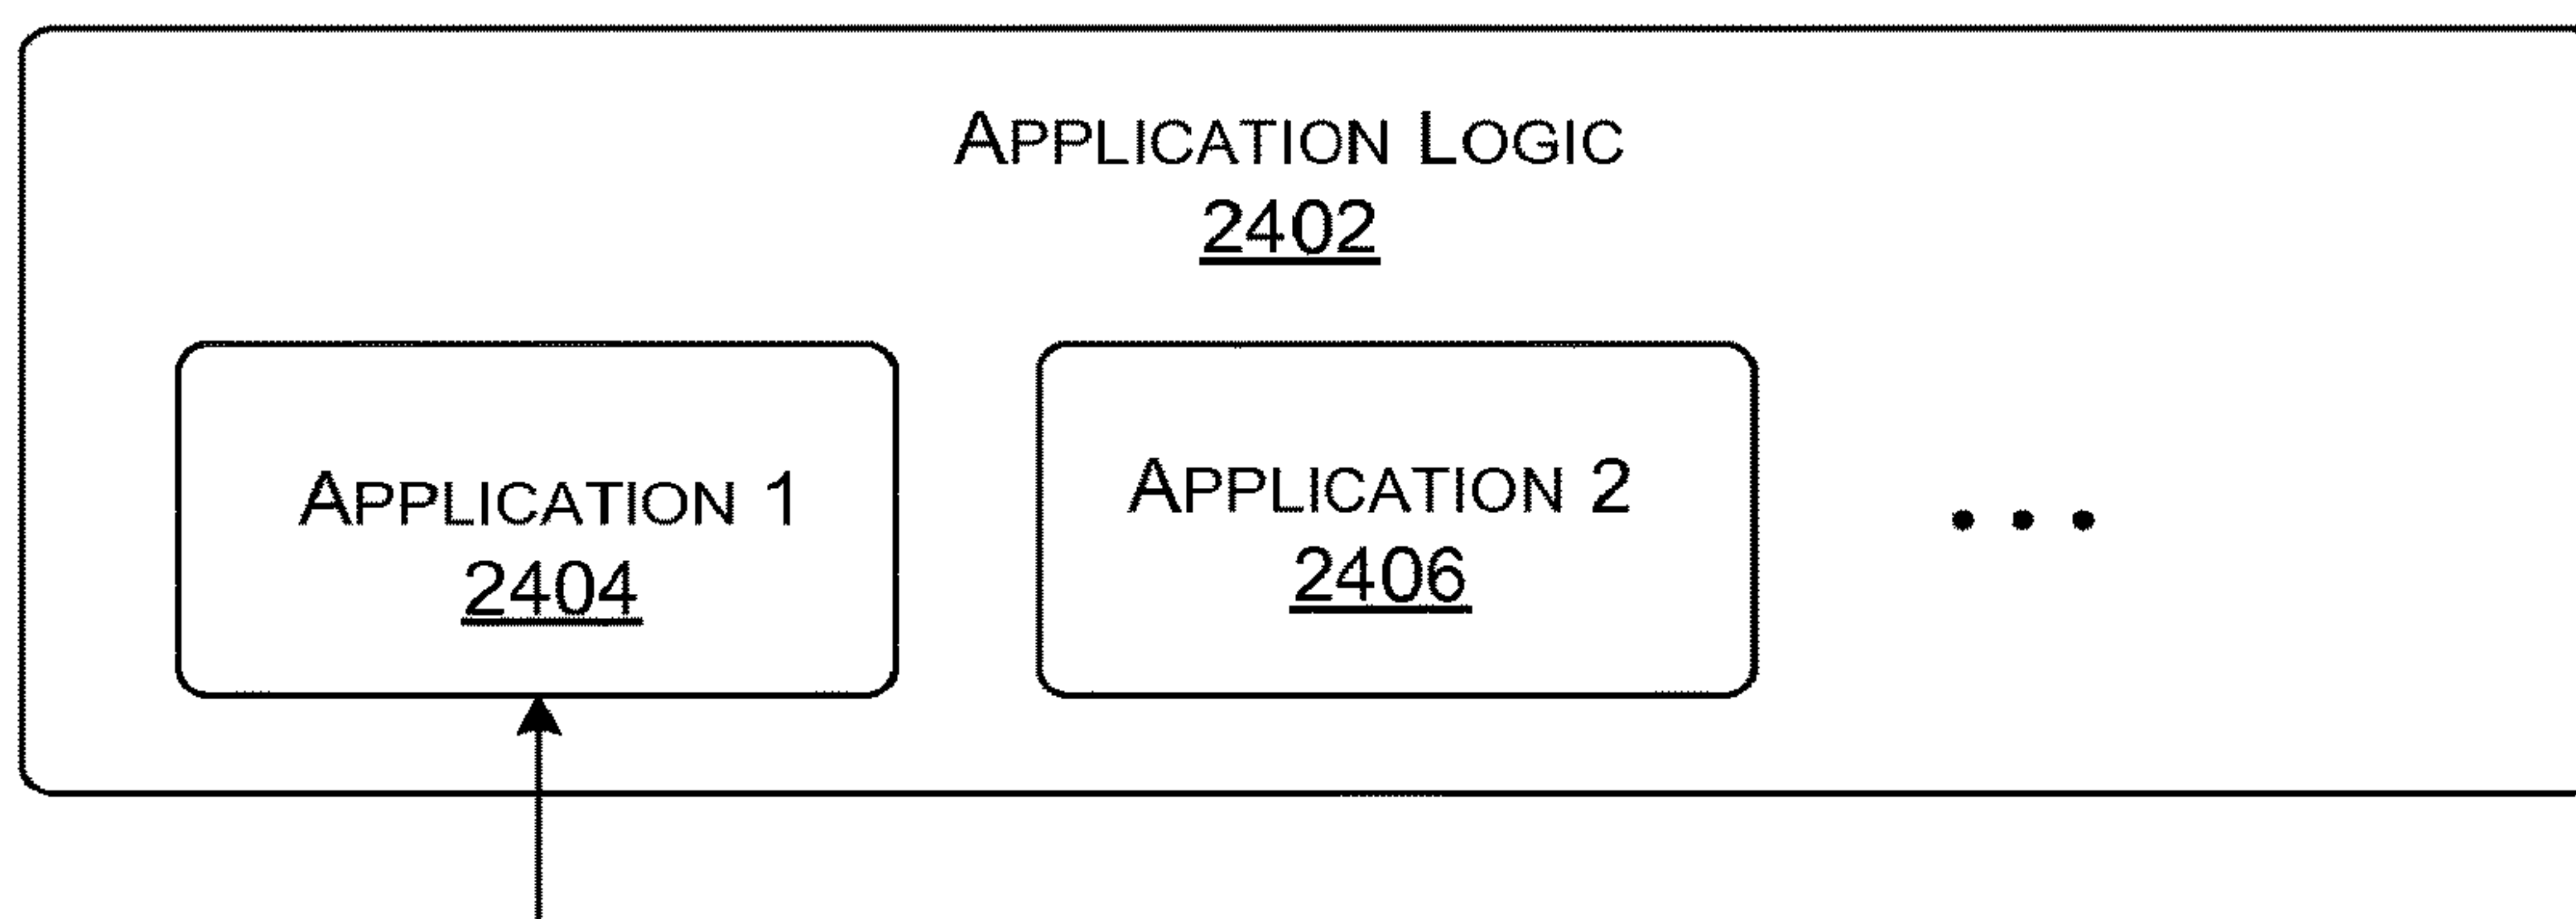 APPLICATION LOGIC
2402
APPLICATION 1
2404
APPLICATION 2
2406
...